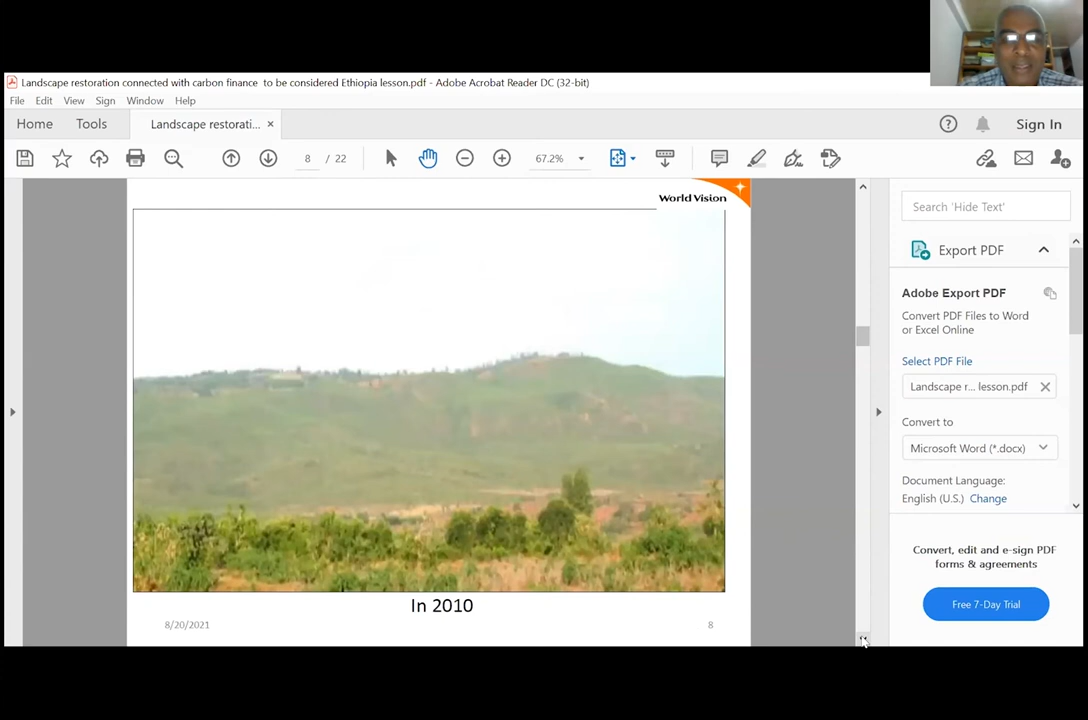 Landscape restoration connected with carbon finance  to be considered Ethiopia lesson.pdf - Adobe Acrobat Reader DC (32-bit)
File Edit View Sign Window Help
Home Tools Landscape restorati... × Sign In
8 / 22 67.2%
World Vision
In 2010
8/20/2021 8
Search 'Hide Text'
Export PDF
Adobe Export PDF
Convert PDF Files to Word
or Excel Online
Select PDF File
Landscape r... lesson.pdf ×
Convert to
Microsoft Word (*.docx)
Document Language:
English (U.S.) Change
Convert, edit and e-sign PDF
forms & agreements
Free 7-Day Trial